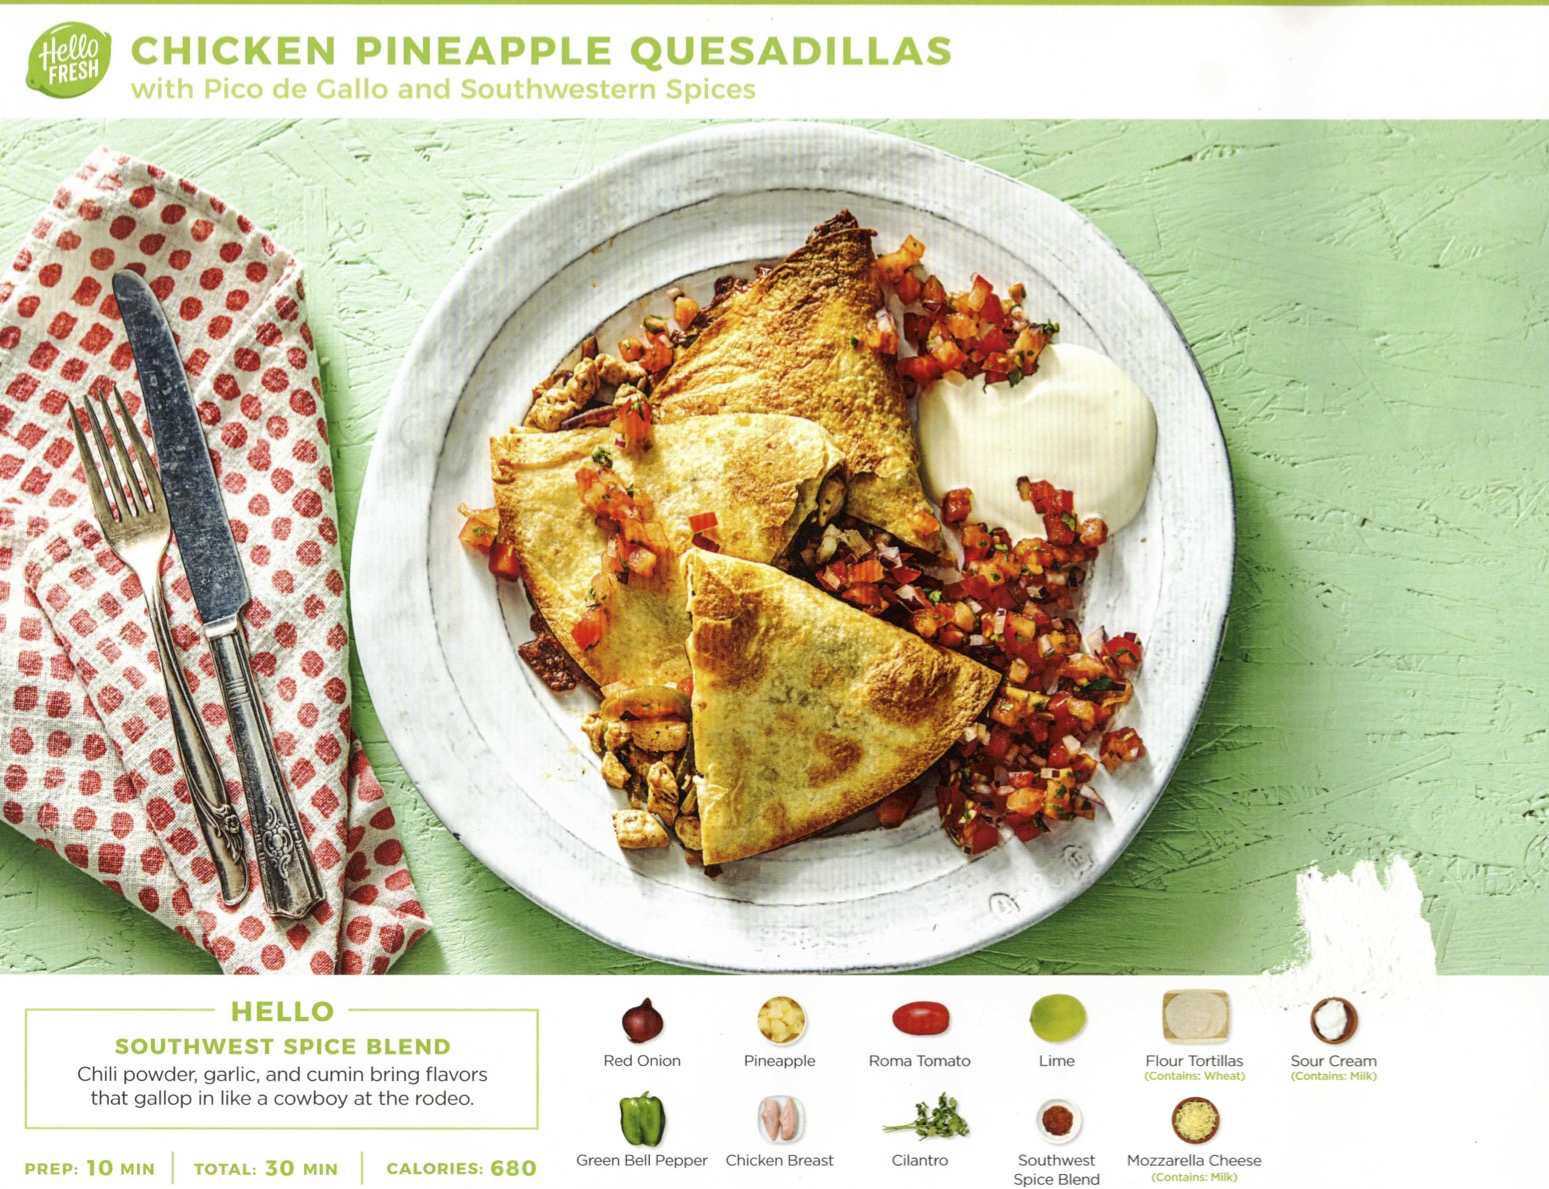 Hello
FRESH
CHICKEN PINEAPPLE QUESADILLAS
with Pico de Gallo and Southwestern Spices
HELLO
SOUTHWEST SPICE BLEND
Chili powder, garlic, and cumin bring flavors
that gallop in like a cowboy at the rodeo.
PREP: 10 MIN
TOTAL: 30 MIN
CALORIES: 680
Red Onion
Pineapple
Roma Tomato
Lime
Flour Tortillas
(Contains: Wheat)
Sour Cream
(Contains: Milk)
Green Bell Pepper
Chicken Breast
Cilantro
Southwest
Spice Blend
Mozzarella Cheese
(Contains: Milk)